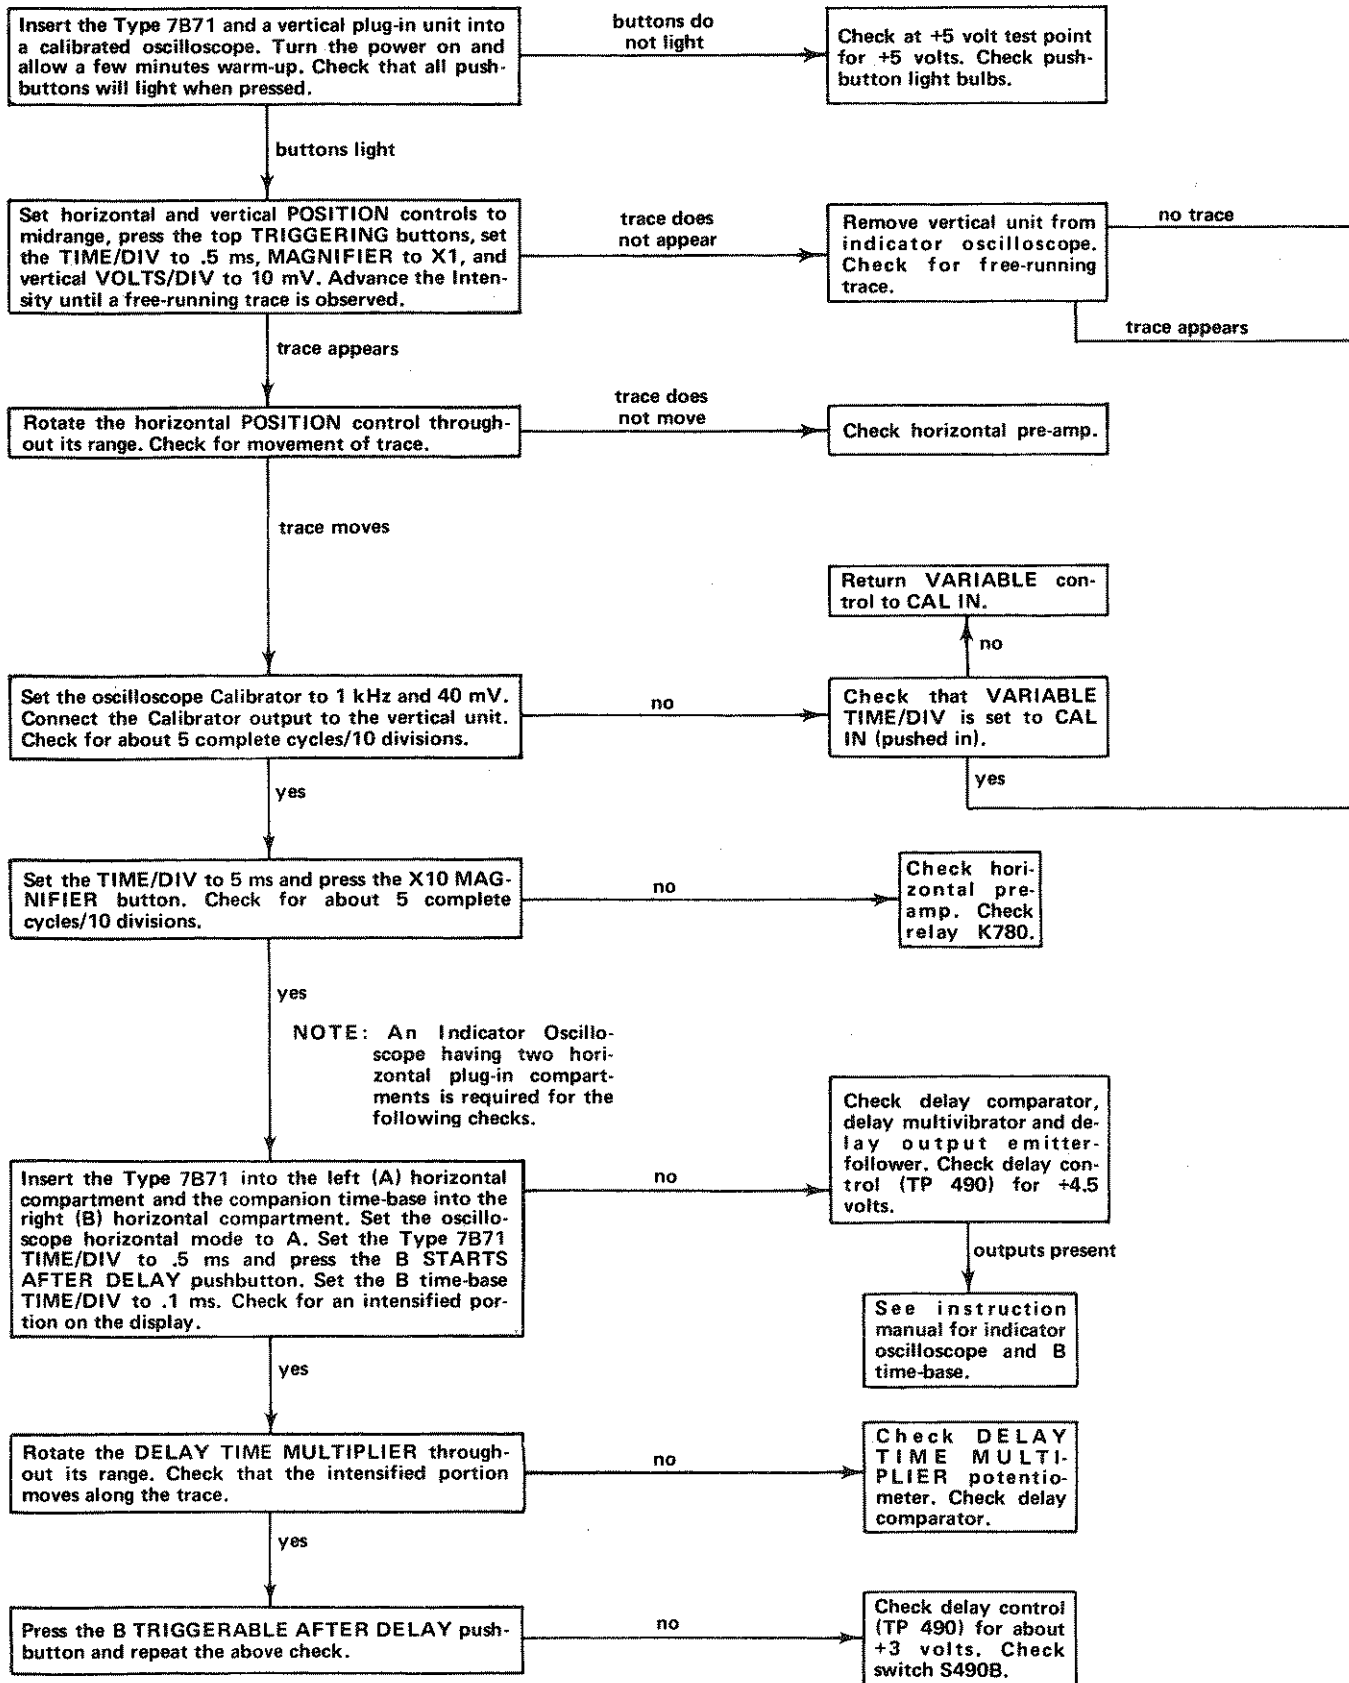 Insert the Type 7B71 and a vertical plug-in unit into
a calibrated oscilloscope. Turn the power on and
allow a few minutes warm-up. Check that all push-
buttons will light when pressed.
buttons do
not light
Check at +5 volt test point
for +5 volts. Check push-
button light bulbs.
buttons light
Set horizontal and vertical POSITION controls to
midrange, press the top TRIGGERING buttons, set
the TIME/DIV to .5 ms, MAGNIFIER to X1, and
vertical VOLTS/DIV to 10 mV. Advance the Inten-
sity until a free-running trace is observed.
trace does
not appear
Remove vertical unit from
indicator oscilloscope.
Check for free-running
trace.
no trace
trace appears
trace appears
Rotate the horizontal POSITION control through-
out its range. Check for movement of trace.
trace does
not move
Check horizontal pre-amp.
trace moves
Return VARIABLE con-
trol to CAL IN.
no
Set the oscilloscope Calibrator to 1 kHz and 40 mV.
Connect the Calibrator output to the vertical unit.
Check for about 5 complete cycles/10 divisions.
no
Check that VARIABLE
TIME/DIV is set to CAL
IN (pushed in).
yes
yes
Set the TIME/DIV to 5 ms and press the X10 MAG-
NIFIER button. Check for about 5 complete
cycles/10 divisions.
no
Check hori-
zontal pre-
amp. Check
relay K780.
yes
NOTE: An Indicator Oscillo-
scope having two hori-
zontal plug-in compart-
ments is required for the
following checks.
Insert the Type 7B71 into the left (A) horizontal
compartment and the companion time-base into the
right (B) horizontal compartment. Set the oscillo-
scope horizontal mode to A. Set the Type 7B71
TIME/DIV to .5 ms and press the B STARTS
AFTER DELAY pushbutton. Set the B time-base
TIME/DIV to .1 ms. Check for an intensified por-
tion on the display.
no
Check delay comparator,
delay multivibrator and de-
lay output emitter-
follower. Check delay con-
trol (TP 490) for +4.5
volts.
outputs present
See instruction
manual for indicator
oscilloscope and B
time-base.
yes
Rotate the DELAY TIME MULTIPLIER through-
out its range. Check that the intensified portion
moves along the trace.
no
Check DELAY
TIME MULTI-
PLIER potentio-
meter. Check delay
comparator.
yes
Press the B TRIGGERABLE AFTER DELAY push-
button and repeat the above check.
no
Check delay control
(TP 490) for about
+3 volts. Check
switch S490B.